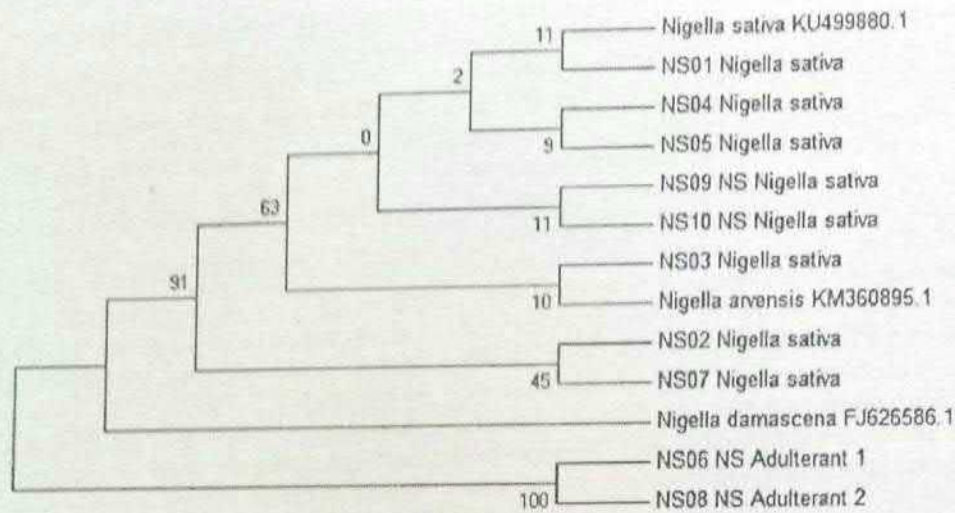 Nigella sativa KU499880.1
11
NS01 Nigella sativa
2
NS04 Nigella sativa
0
9
NS05 Nigella sativa
NS09 NS Nigella sativa
63
11
NS10 NS Nigella sativa
NS03 Nigella sativa
91
10
Nigella arvensis KM360895.1
NS02 Nigella sativa
45
NS07 Nigella sativa
Nigella damascena FJ626586.1
NS06 NS Adulterant 1
100
NS08 NS Adulterant 2